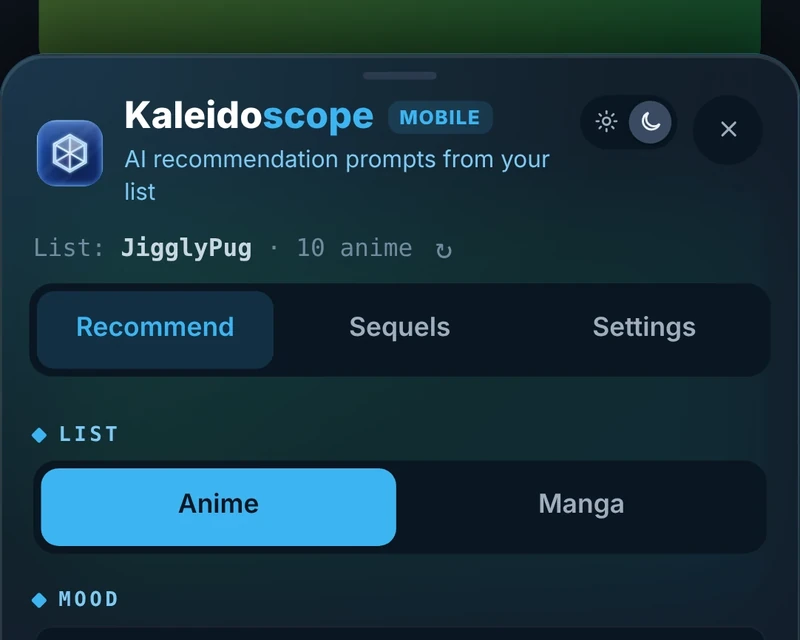 Kaleidoscope MOBILE
AI recommendation prompts from your
list
List: JigglyPug · 10 anime ↻
Recommend Sequels Settings
LIST
Anime Manga
MOOD